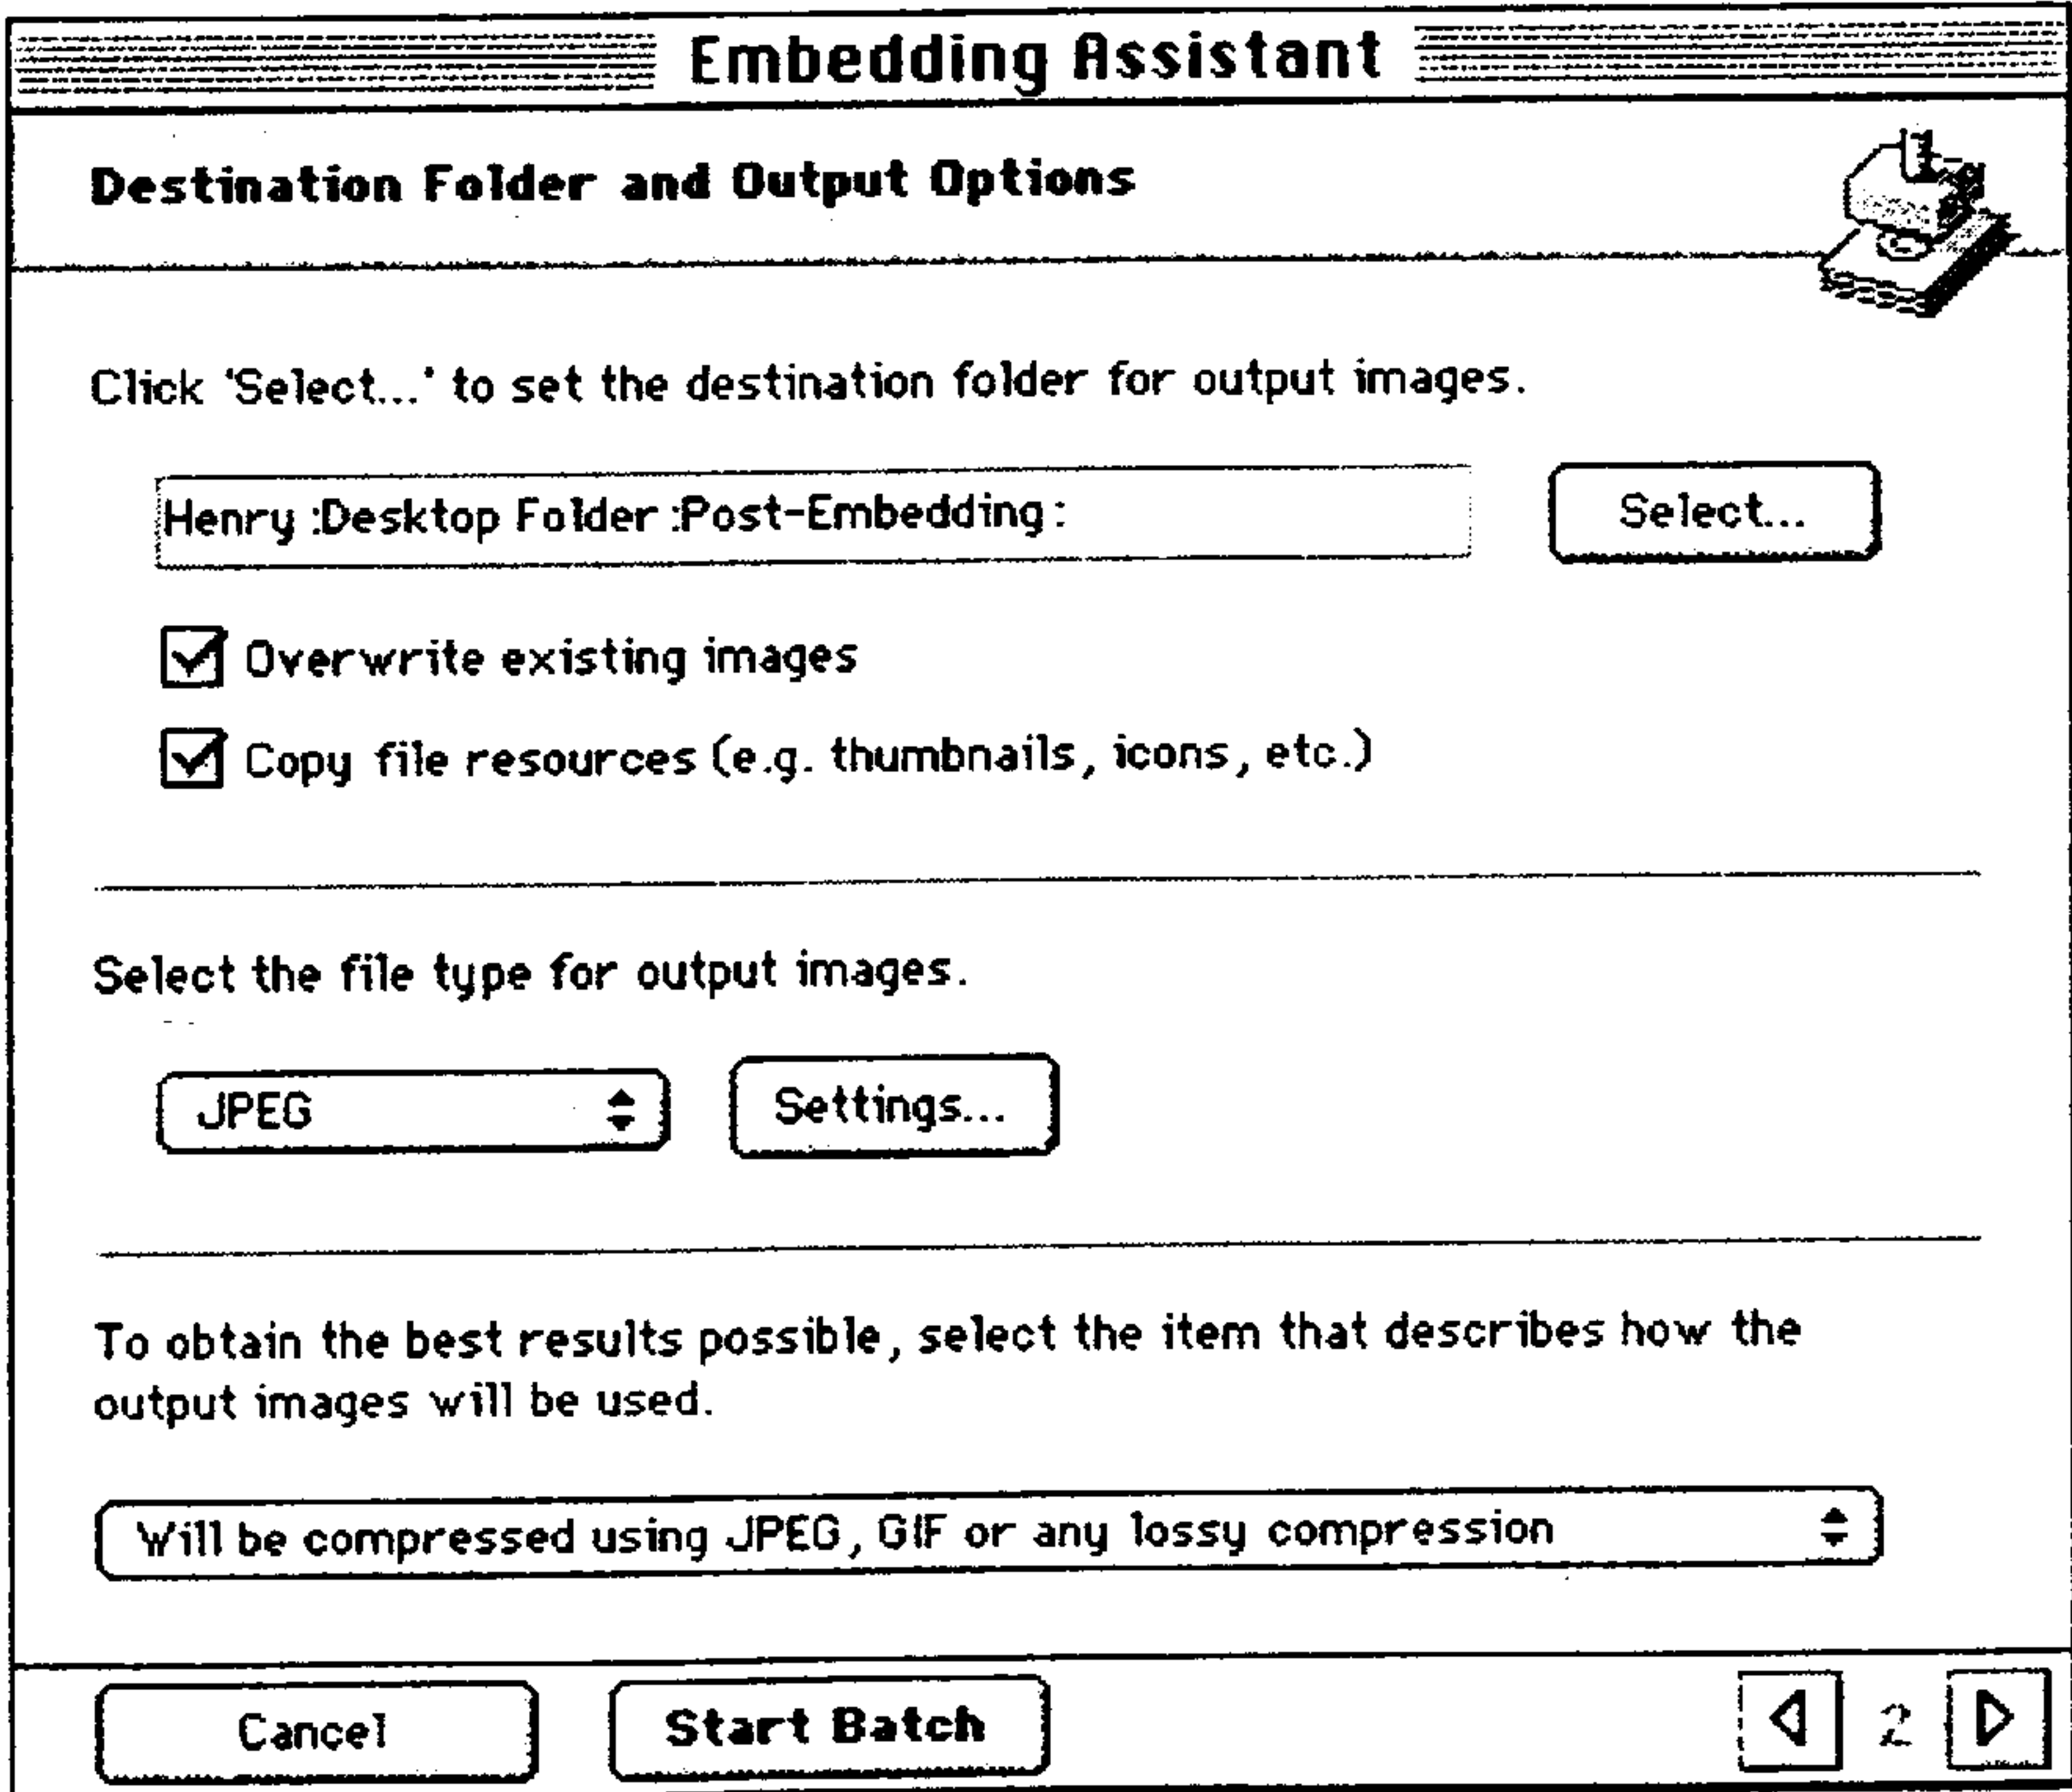 Embedding Assistant
Destination Folder and Output Options
Click 'Select...' to set the destination folder for output images.
Henry :Desktop Folder :Post-Embedding :
Select...
Overwrite existing images
Copy file resources (e.g. thumbnails, icons, etc.)
Select the file type for output images.
JPEG
Settings...
To obtain the best results possible, select the item that describes how the
output images will be used.
Will be compressed using JPEG, GIF or any lossy compression
Cancel
Start Batch
2